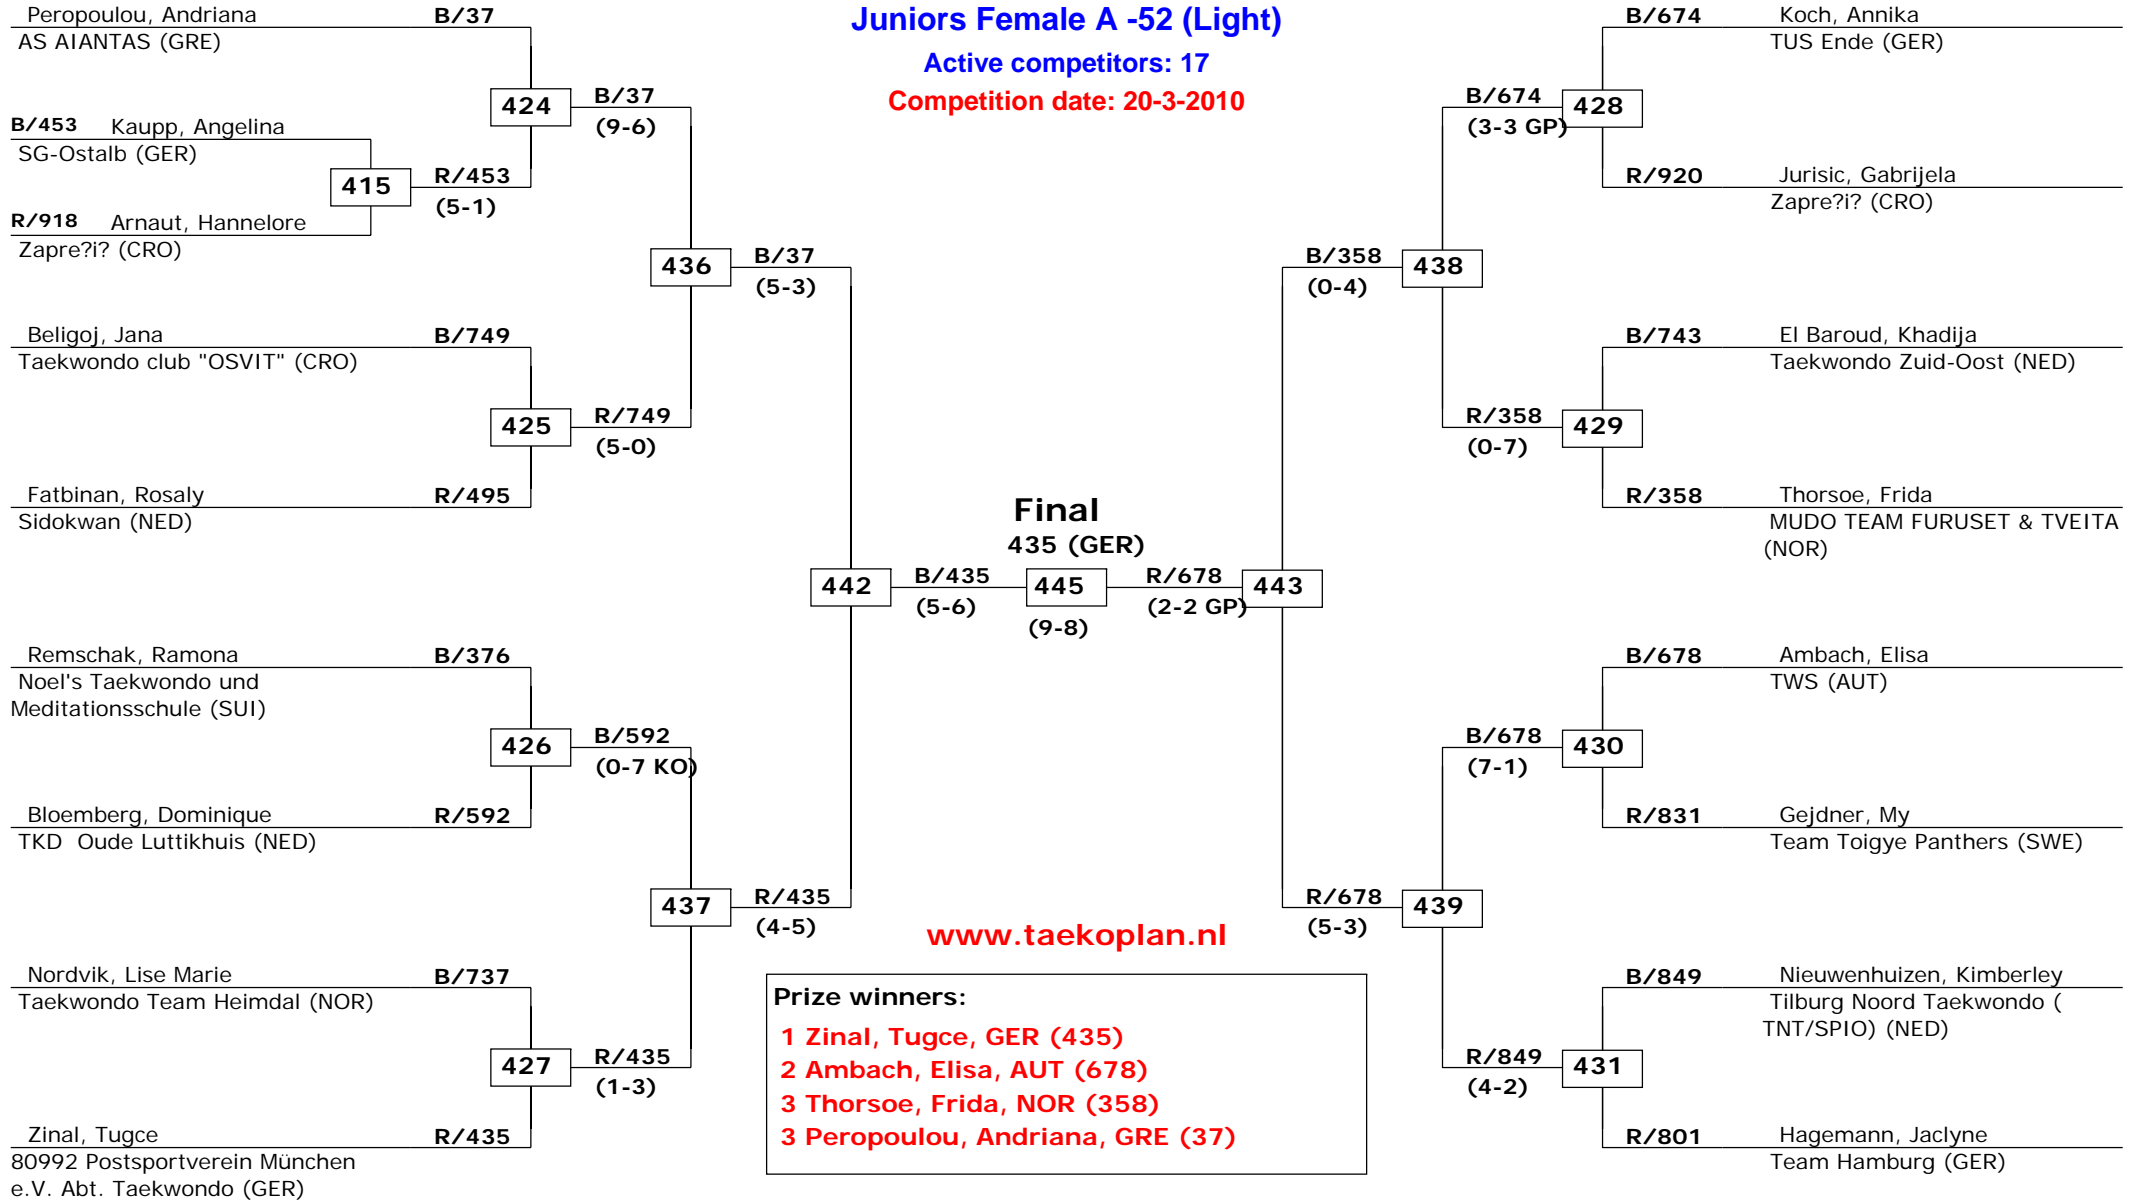 Juniors Female A -52 (Light)
Active competitors: 17
Competition date: 20-3-2010
Peropoulou, Andriana B/37
AS AIANTAS (GRE)
424
B/37
(9-6)
B/453 Kaupp, Angelina
SG-Ostalb (GER)
415
R/453
(5-1)
R/918 Arnaut, Hannelore
Zapre?i? (CRO)
436
B/37
(5-3)
Beligoj, Jana B/749
Taekwondo club "OSVIT" (CRO)
425
R/749
(5-0)
Fatbinan, Rosaly R/495
Sidokwan (NED)
442
B/435
(5-6)
Remschak, Ramona B/376
Noel's Taekwondo und
Meditationsschule (SUI)
426
B/592
(0-7 KO)
Bloemberg, Dominique R/592
TKD  Oude Luttikhuis (NED)
437
R/435
(4-5)
Nordvik, Lise Marie B/737
Taekwondo Team Heimdal (NOR)
427
R/435
(1-3)
Zinal, Tugce R/435
80992 Postsportverein München
e.V. Abt. Taekwondo (GER)
Final
435 (GER)
445
(9-8)
R/678
(2-2 GP)
443
B/674 Koch, Annika
TUS Ende (GER)
B/674
(3-3 GP)
428
R/920 Jurisic, Gabrijela
Zapre?i? (CRO)
B/358
(0-4)
438
B/743 El Baroud, Khadija
Taekwondo Zuid-Oost (NED)
R/358
(0-7)
429
R/358 Thorsoe, Frida
MUDO TEAM FURUSET & TVEITA
(NOR)
B/678 Ambach, Elisa
TWS (AUT)
B/678
(7-1)
430
R/831 Gejdner, My
Team Toigye Panthers (SWE)
R/678
(5-3)
439
B/849 Nieuwenhuizen, Kimberley
Tilburg Noord Taekwondo (
TNT/SPIO) (NED)
R/849
(4-2)
431
R/801 Hagemann, Jaclyne
Team Hamburg (GER)
www.taekoplan.nl
Prize winners:
1 Zinal, Tugce, GER (435)
2 Ambach, Elisa, AUT (678)
3 Thorsoe, Frida, NOR (358)
3 Peropoulou, Andriana, GRE (37)